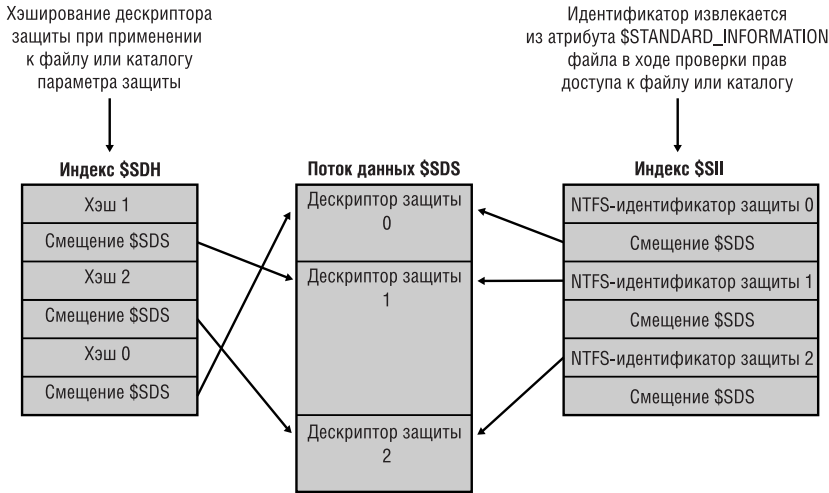 Хэширование дескриптора
защиты при применении
к файлу или каталогу
параметра защиты
Идентификатор извлекается
из атрибута $STANDARD_INFORMATION
файла в ходе проверки прав
доступа к файлу или каталогу
Индекс $SDH
Хэш 1
Смещение $SDS
Хэш 2
Смещение $SDS
Хэш 0
Смещение $SDS
Поток данных $SDS
Дескриптор защиты
0
Дескриптор защиты
1
Дескриптор защиты
2
Индекс $SII
NTFS-идентификатор защиты 0
Смещение $SDS
NTFS-идентификатор защиты 1
Смещение $SDS
NTFS-идентификатор защиты 2
Смещение $SDS